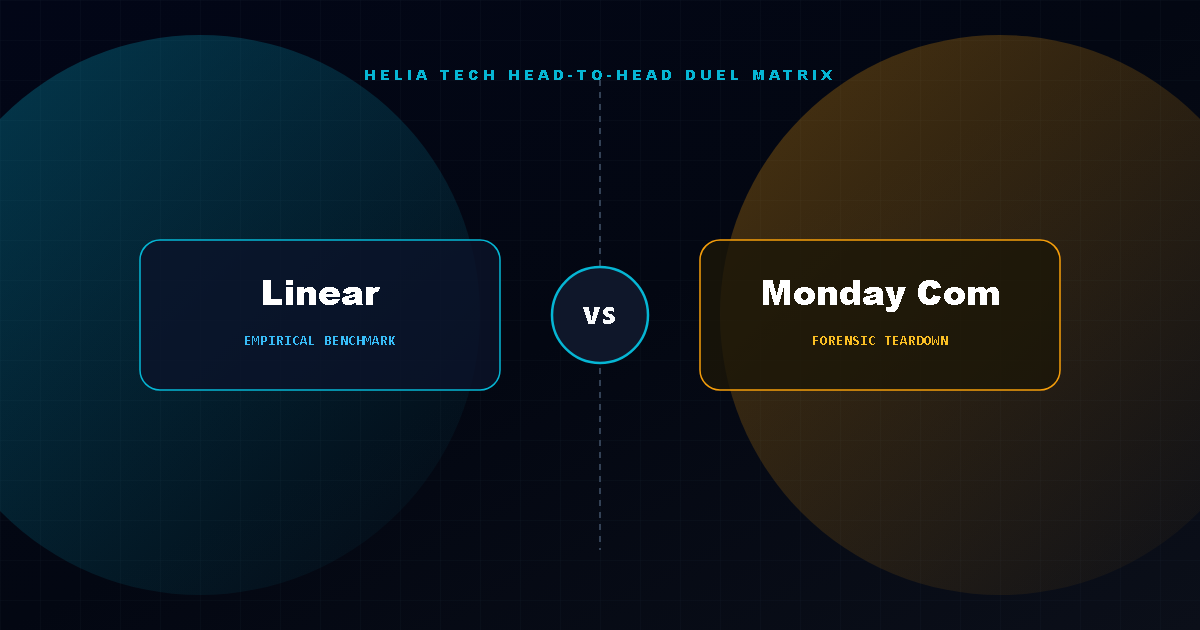 HELIA TECH HEAD-TO-HEAD DUEL MATRIX
Linear
EMPIRICAL BENCHMARK
VS
Monday Com
FORENSIC TEARDOWN